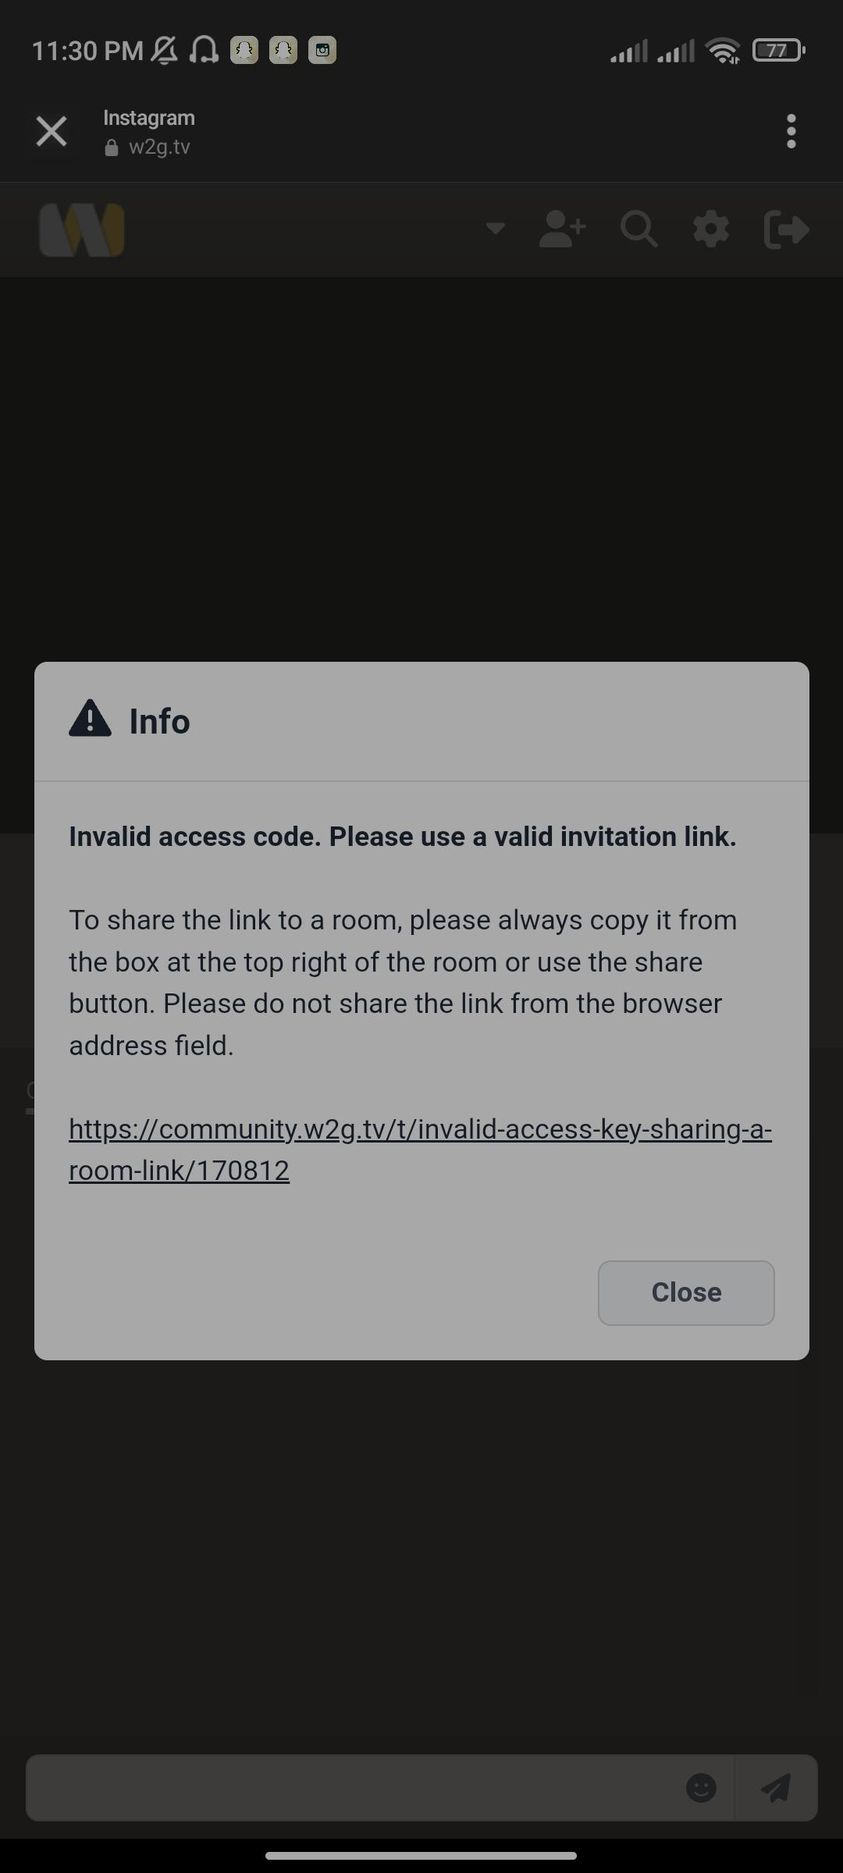 11:30 PM
77
Instagram
w2g.tv
Info
Invalid access code. Please use a valid invitation link.
To share the link to a room, please always copy it from
the box at the top right of the room or use the share
button. Please do not share the link from the browser
address field.
https://community.w2g.tv/t/invalid-access-key-sharing-a-
room-link/170812
Close